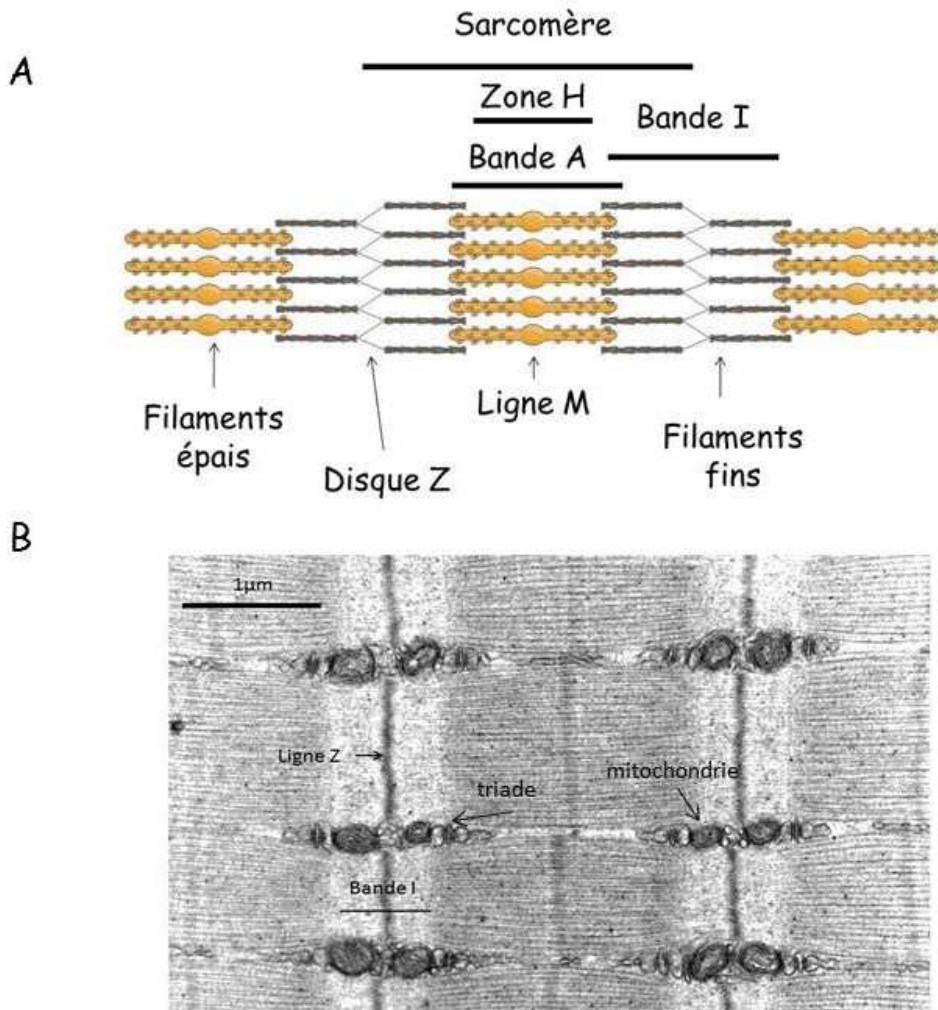 A
Sarcomère
Zone H
Bande I
Bande A
Filaments
épais
Disque Z
Ligne M
Filaments
fins
B
1µm
Ligne Z
triade
mitochondrie
Bande I